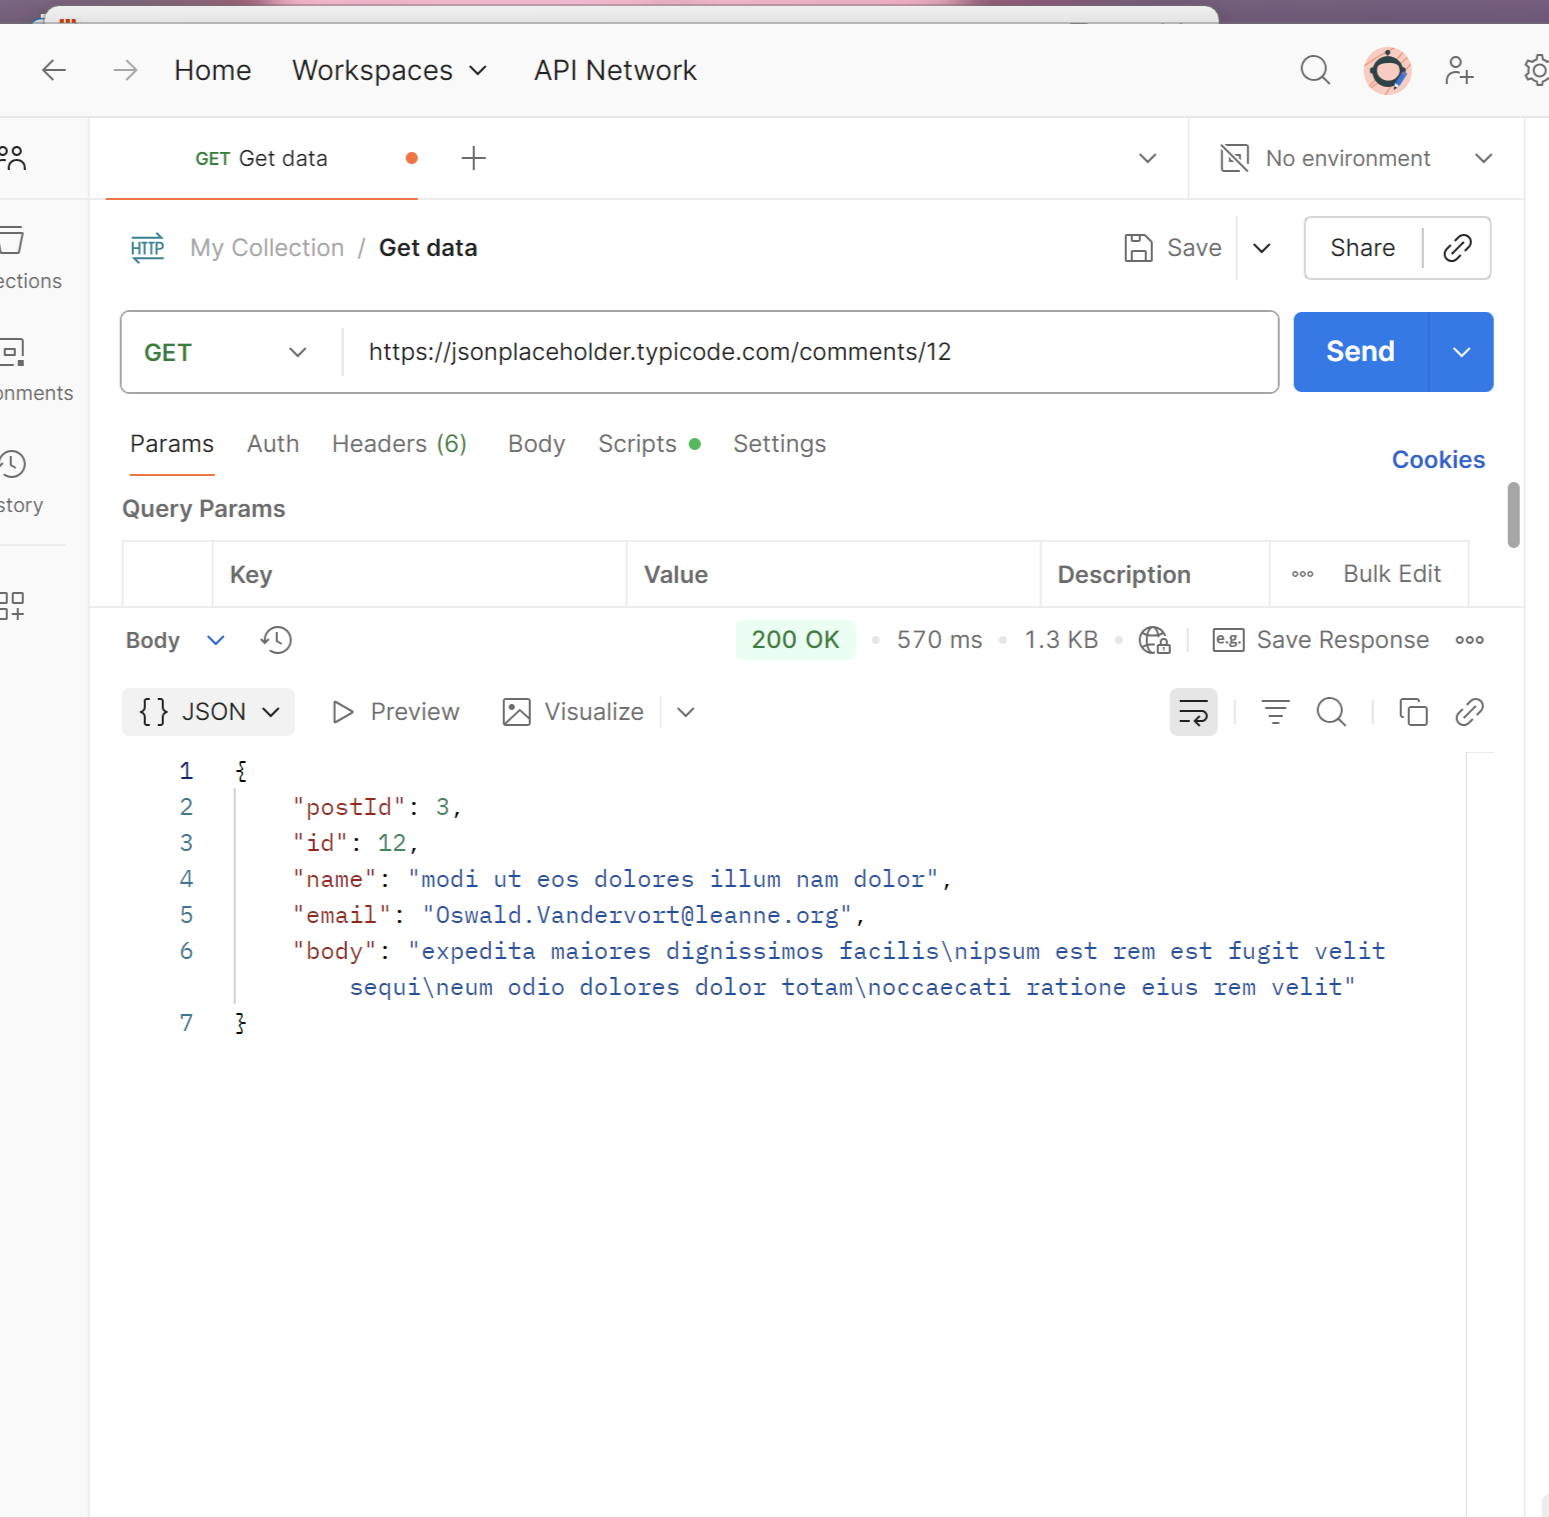 Home Workspaces API Network
GET Get data
No environment
HTTP My Collection / Get data Save Share
ections
GET https://jsonplaceholder.typicode.com/comments/12 Send
onments
Params Auth Headers (6) Body Scripts Settings
Cookies
story
Query Params
Key Value Description Bulk Edit
Body 200 OK 570 ms 1.3 KB e.g. Save Response
{} JSON Preview Visualize
1 {
2 "postId": 3,
3 "id": 12,
4 "name": "modi ut eos dolores illum nam dolor",
5 "email": "Oswald.Vandervort@leanne.org",
6 "body": "expedita maiores dignissimos facilis\nipsum est rem est fugit velit
sequi\neum odio dolores dolor totam\noccaecati ratione eius rem velit"
7 }